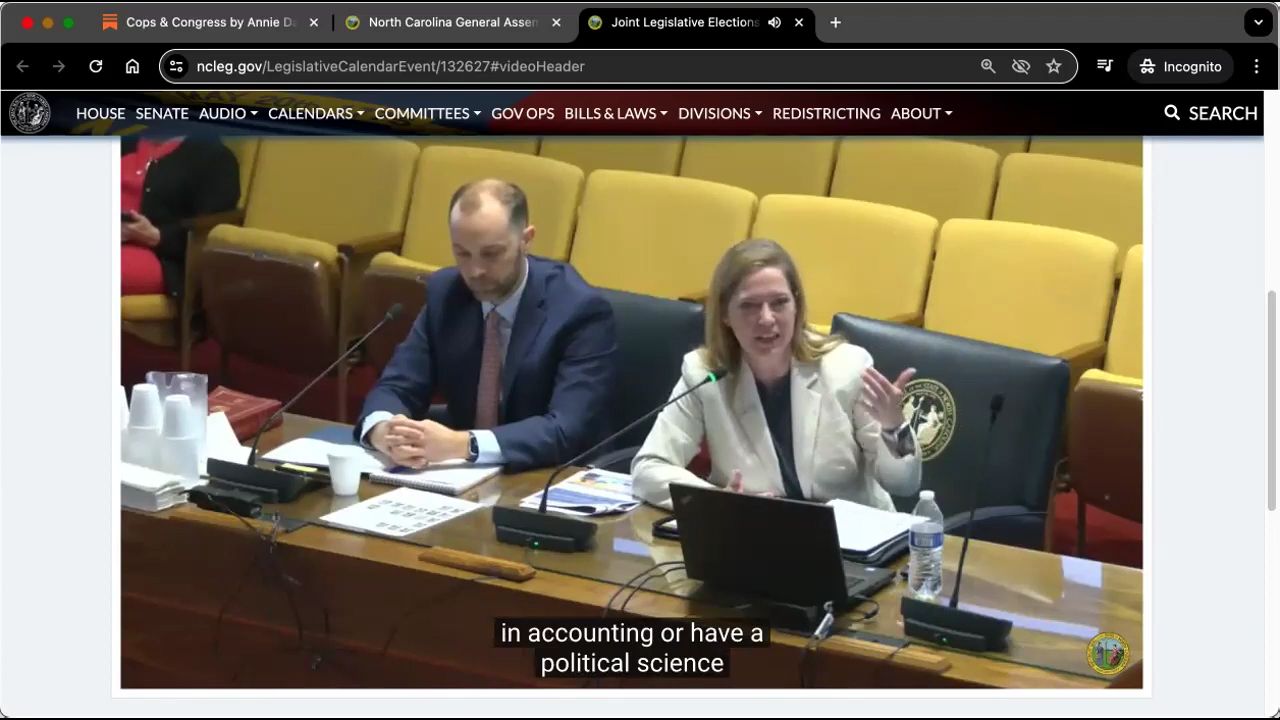 Cops & Congress by Annie D
North Carolina General Assem
Joint Legislative Elections
ncleg.gov/LegislativeCalendarEvent/132627#videoHeader
Incognito
HOUSE SENATE AUDIO CALENDARS COMMITTEES GOV OPS BILLS & LAWS DIVISIONS REDISTRICTING ABOUT SEARCH
in accounting or have a
political science